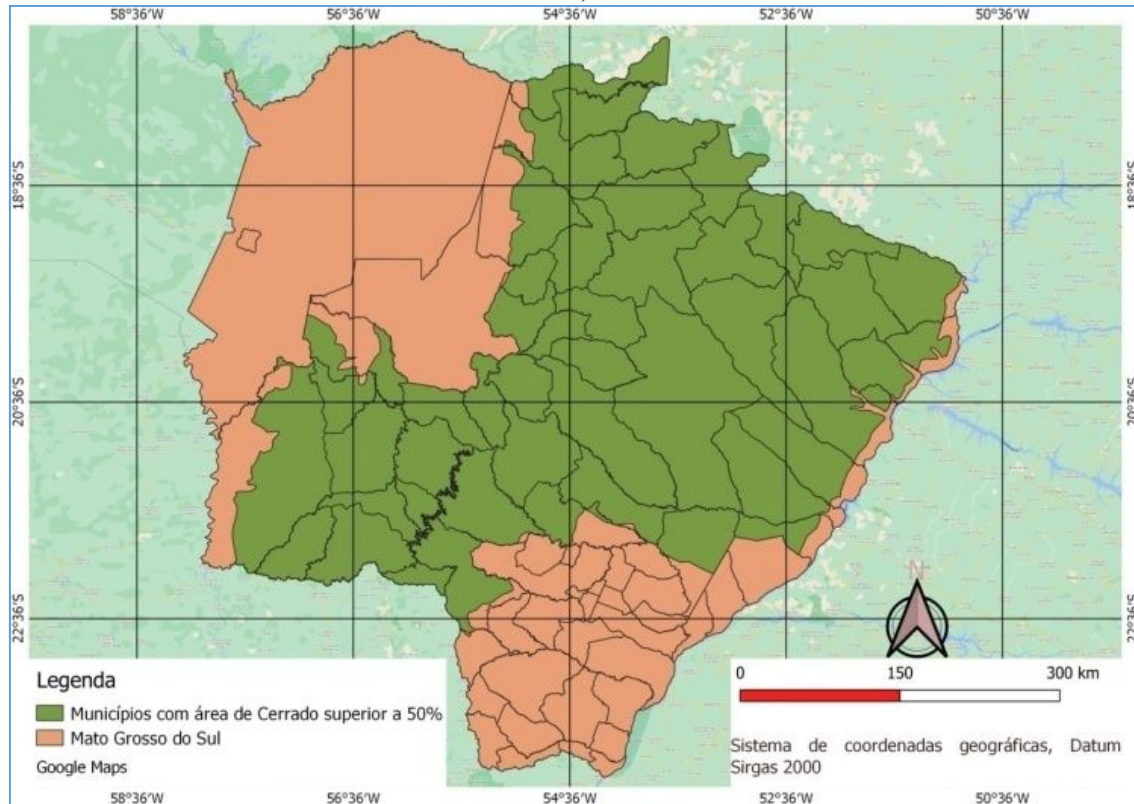 58°36'W 56°36'W 54°36'W 52°36'W 50°36'W
18°36'S 18°36'S
20°36'S 20°36'S
22°36'S 22°36'S
N
Legenda
Municípios com área de Cerrado superior a 50%
Mato Grosso do Sul
Google Maps
0 150 300 km
Sistema de coordenadas geográficas, Datum
Sirgas 2000
58°36'W 56°36'W 54°36'W 52°36'W 50°36'W